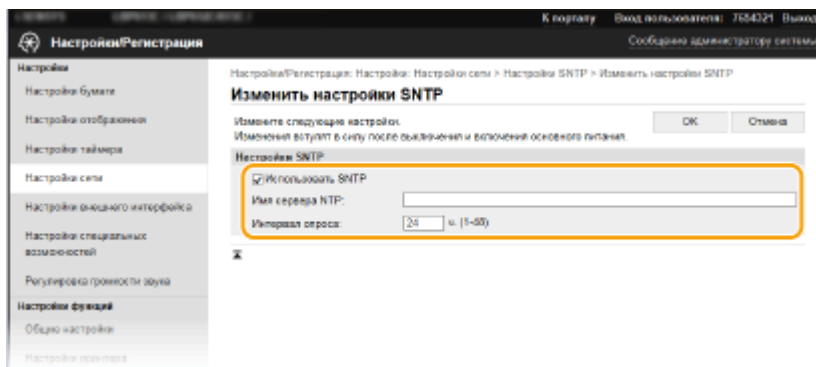 К порталу Вход пользователя: 7654321 Выход
Настройки/Регистрация
Сообщение администратору системы
Настройки
Настройки бумаги
Настройки отображения
Настройки таймера
Настройки сети
Настройки внешнего интерфейса
Настройки специальных
возможностей
Регулировка громкости звука
Настройки функций
Общие настройки
Настройки принтера
Настройки/Регистрация: Настройки: Настройки сети > Настройки SNTP > Изменить настройки SNTP
Изменить настройки SNTP
Измените следующие настройки.
Изменения вступят в силу после выключения и включения основного питания.
OK Отмена
Настройки SNTP
Использовать SNTP
Имя сервера NTP:
Интервал опроса: 24 ч. (1-48)